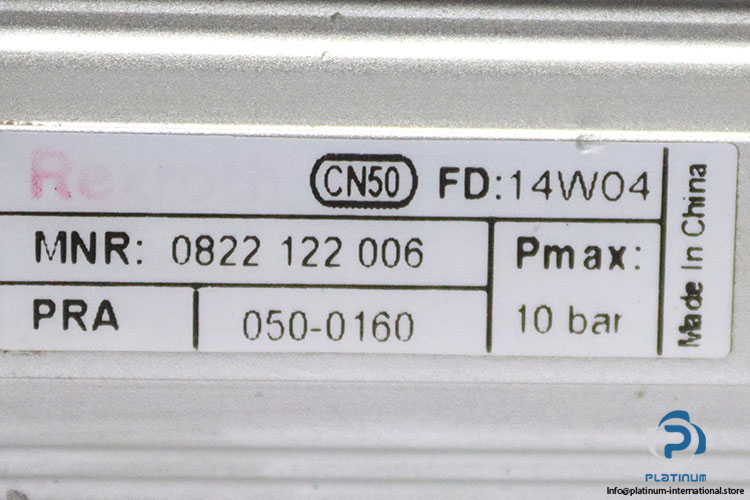 Rexroth CN50 FD:14W04
MNR: 0822 122 006
Pmax:
PRA 050-0160
10 bar
Made In China
PLATINUM
Info@platinum-international.store